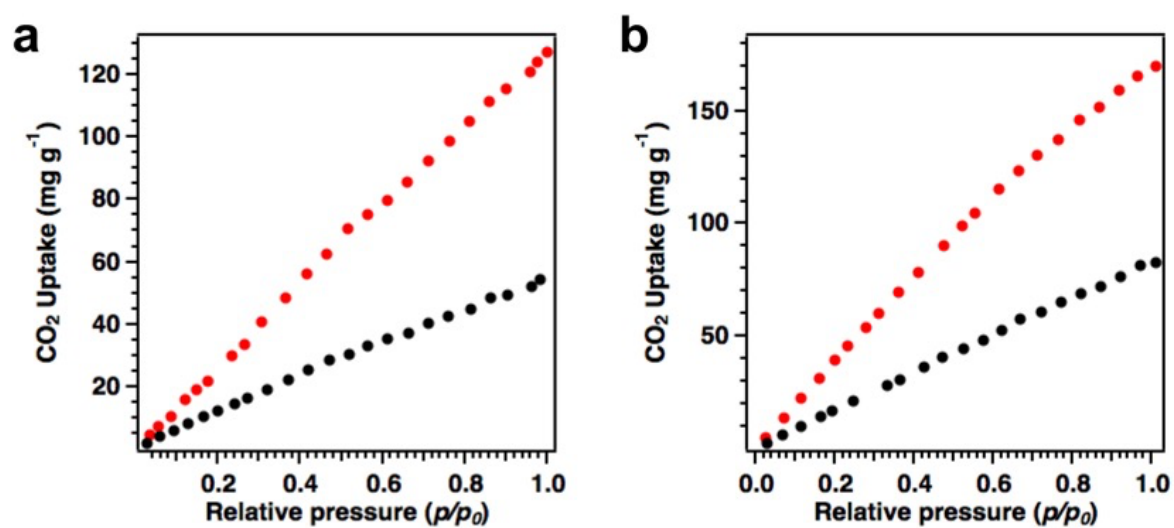 a
CO₂ Uptake (mg g⁻¹)
120
100
80
60
40
20
0.2 0.4 0.6 0.8 1.0
Relative pressure (p/p₀)
b
CO₂ Uptake (mg g⁻¹)
150
100
50
0.0 0.2 0.4 0.6 0.8 1.0
Relative pressure (p/p₀)